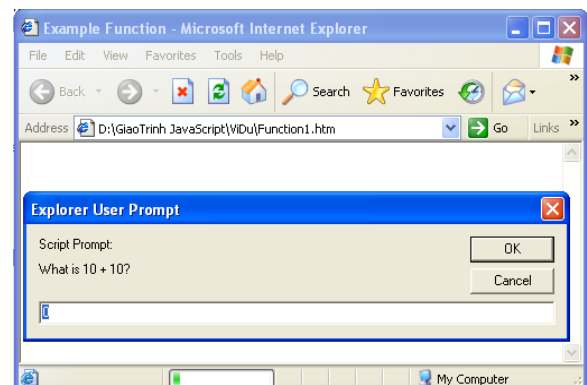 Example Function - Microsoft Internet Explorer
File Edit View Favorites Tools Help
Back Search Favorites »
Address D:\GiaoTrinh JavaScript\ViDu\Function1.htm Go Links »
Explorer User Prompt
Script Prompt:
OK
What is 10 + 10?
Cancel
0
My Computer